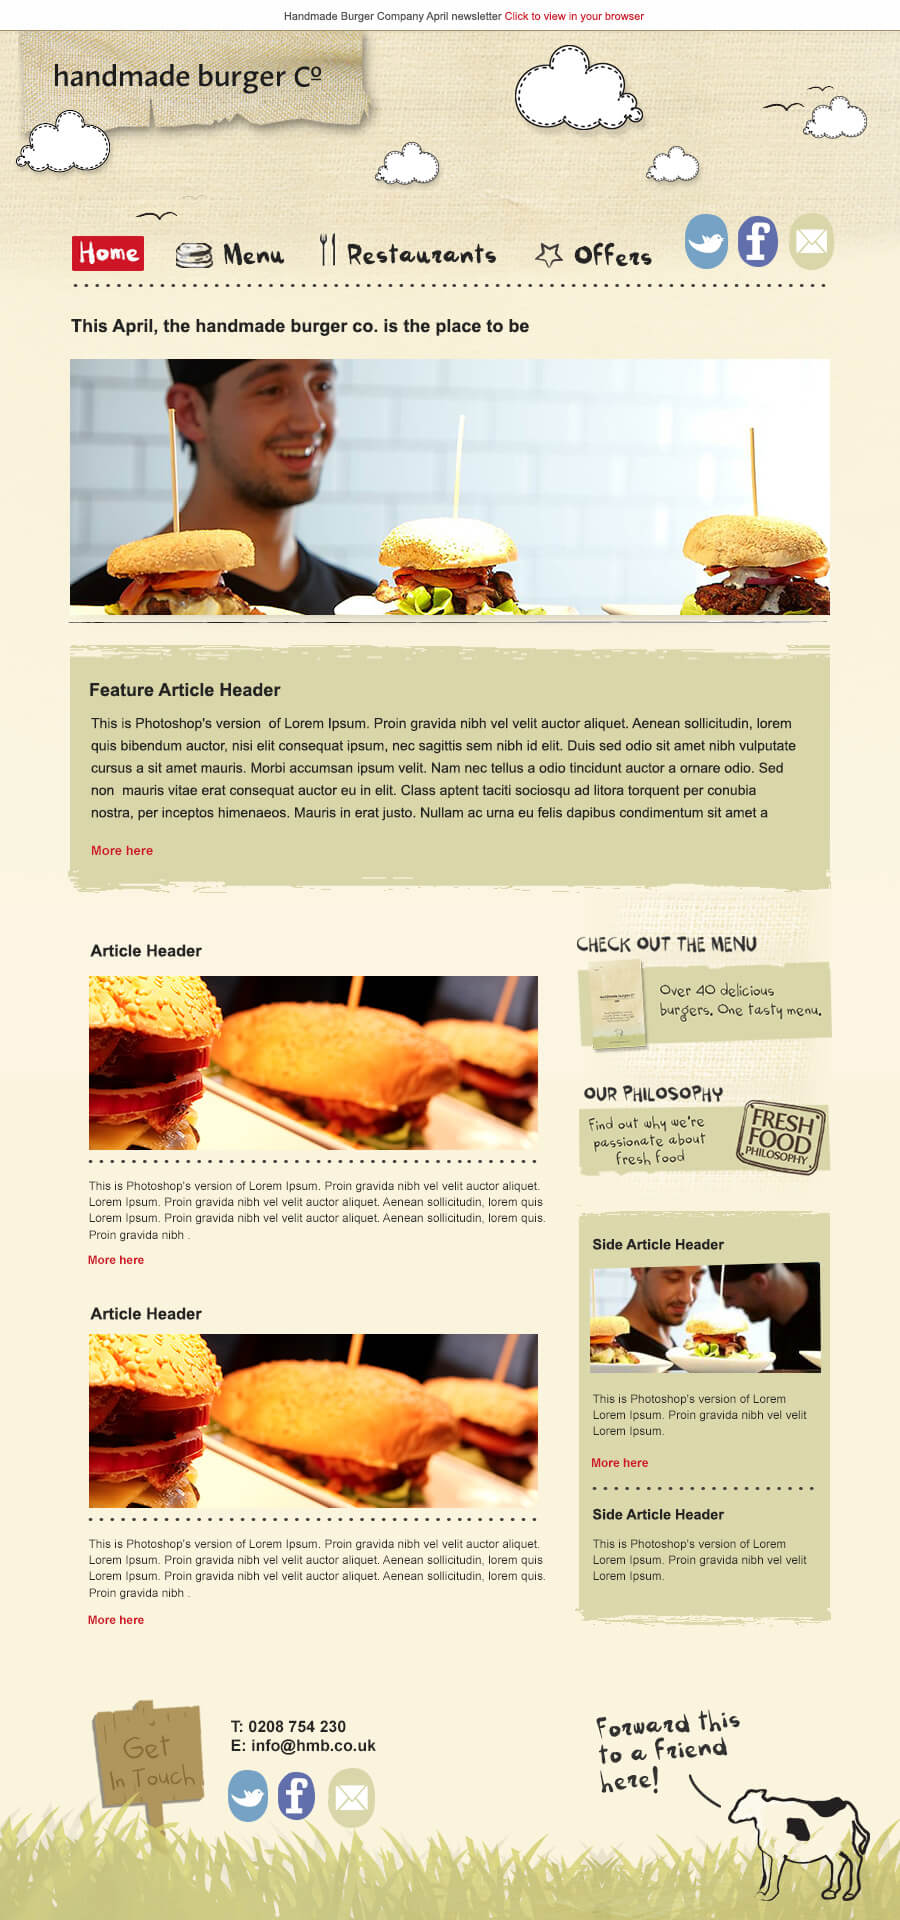 Handmade Burger Company April newsletter Click to view in your browser
handmade burger Cº
Home
Menu
Restaurants
Offers
This April, the handmade burger co. is the place to be
Feature Article Header
This is Photoshop's version  of Lorem Ipsum. Proin gravida nibh vel velit auctor aliquet. Aenean sollicitudin, lorem
quis bibendum auctor, nisi elit consequat ipsum, nec sagittis sem nibh id elit. Duis sed odio sit amet nibh vulputate
cursus a sit amet mauris. Morbi accumsan ipsum velit. Nam nec tellus a odio tincidunt auctor a ornare odio. Sed
non  mauris vitae erat consequat auctor eu in elit. Class aptent taciti sociosqu ad litora torquent per conubia
nostra, per inceptos himenaeos. Mauris in erat justo. Nullam ac urna eu felis dapibus condimentum sit amet a
More here
Article Header
This is Photoshop's version of Lorem Ipsum. Proin gravida nibh vel velit auctor aliquet.
Lorem Ipsum. Proin gravida nibh vel velit auctor aliquet. Aenean sollicitudin, lorem quis
Lorem Ipsum. Proin gravida nibh vel velit auctor aliquet. Aenean sollicitudin, lorem quis.
Proin gravida nibh .
More here
Article Header
This is Photoshop's version of Lorem Ipsum. Proin gravida nibh vel velit auctor aliquet.
Lorem Ipsum. Proin gravida nibh vel velit auctor aliquet. Aenean sollicitudin, lorem quis
Lorem Ipsum. Proin gravida nibh vel velit auctor aliquet. Aenean sollicitudin, lorem quis.
Proin gravida nibh .
More here
CHECK OUT THE MENU
handmade burger Cº
Over 40 delicious
burgers. One tasty menu.
OUR PHILOSOPHY
Find out why we're
passionate about
fresh food
FRESH
FOOD
PHILOSOPHY
Side Article Header
This is Photoshop's version of Lorem
Lorem Ipsum. Proin gravida nibh vel velit
Lorem Ipsum.
More here
Side Article Header
This is Photoshop's version of Lorem
Lorem Ipsum. Proin gravida nibh vel velit
Lorem Ipsum.
Get
In Touch
T: 0208 754 230
E: info@hmb.co.uk
Forward this
to a friend
here!